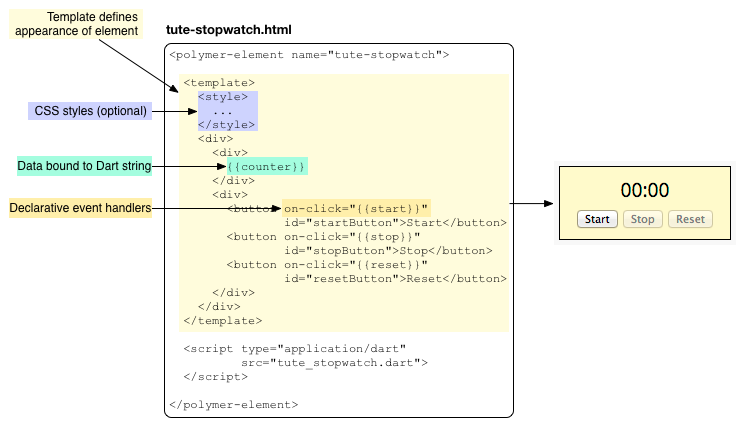 Template defines
appearance of element
tute-stopwatch.html
<polymer-element name="tute-stopwatch">
<template>
<style>
CSS styles (optional)
...
</style>
<div>
<div>
Data bound to Dart string
{{counter}}
</div>
<div>
Declarative event handlers
<button on-click="{{start}}"
id="startButton">Start</button>
<button on-click="{{stop}}"
id="stopButton">Stop</button>
<button on-click="{{reset}}"
id="resetButton">Reset</button>
</div>
</div>
</template>
<script type="application/dart"
src="tute_stopwatch.dart">
</script>
</polymer-element>
00:00
Start Stop Reset